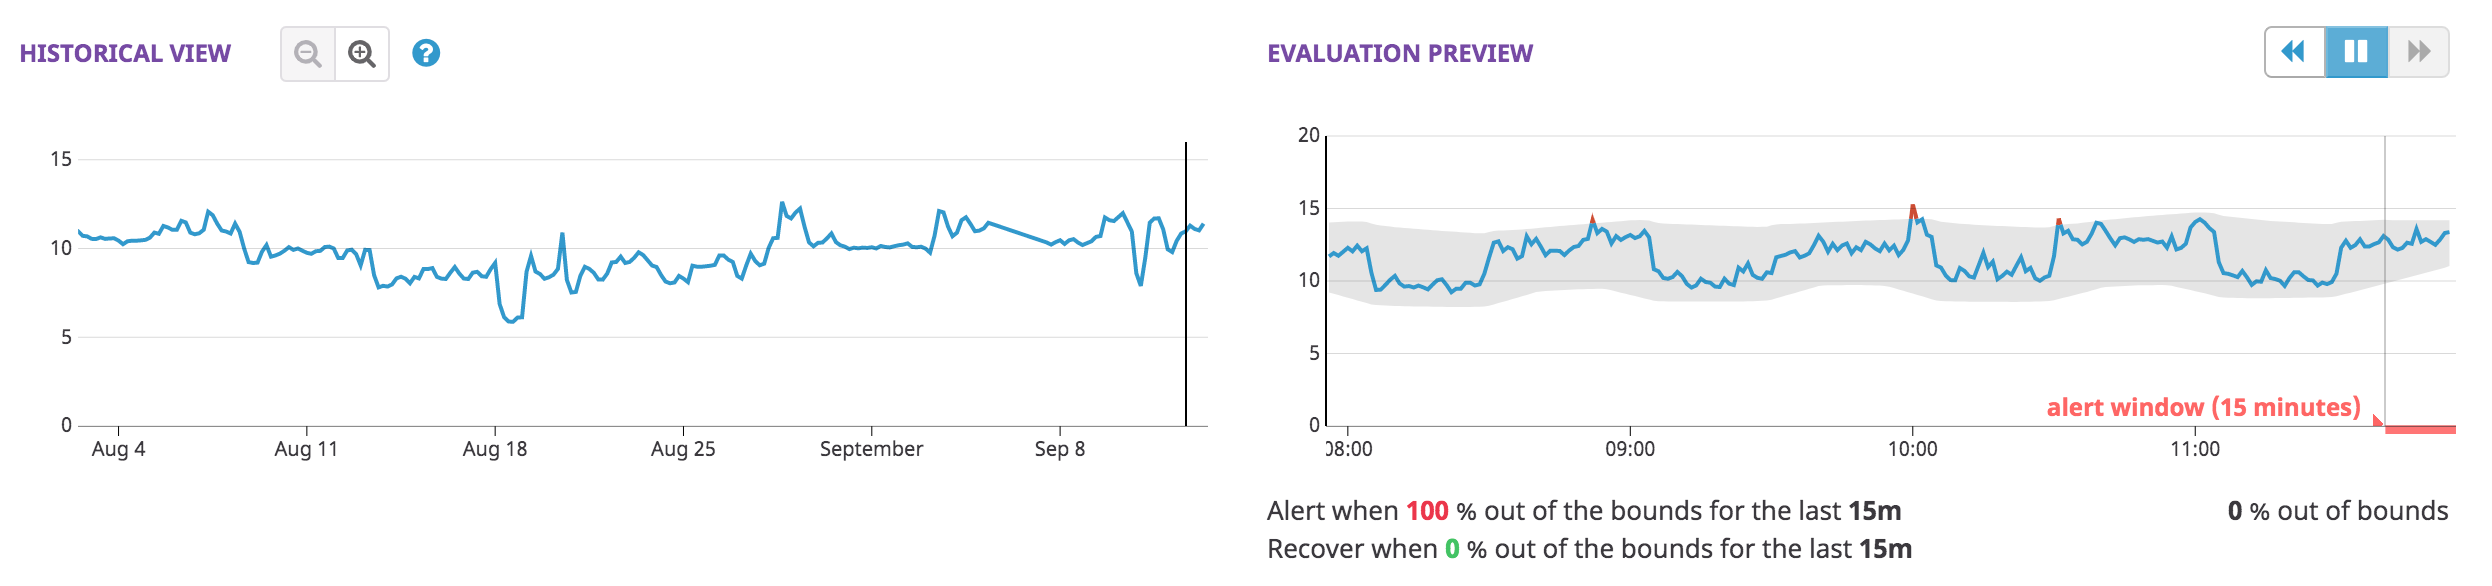 HISTORICAL VIEW
?
15
10
5
0
Aug 4 Aug 11 Aug 18 Aug 25 September Sep 8
EVALUATION PREVIEW
20
15
10
5
0
alert window (15 minutes)
08:00 09:00 10:00 11:00
Alert when 100 % out of the bounds for the last 15m
0 % out of bounds
Recover when 0 % out of the bounds for the last 15m